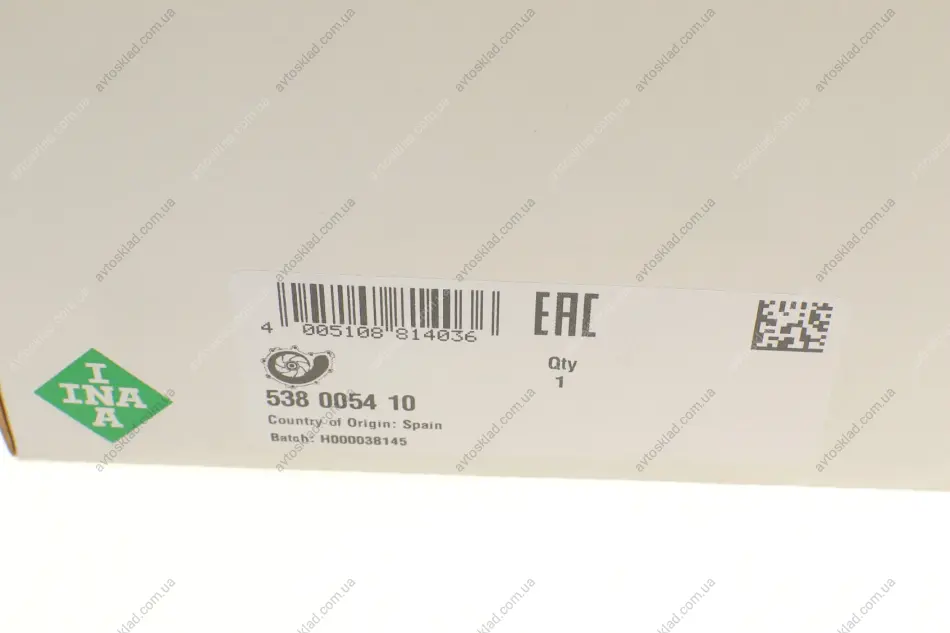 4 005108 814036
EAC
Qty
1
538 0054 10
Country of Origin: Spain
Batch: H000038145
INA
INA
avtosklad.com.ua